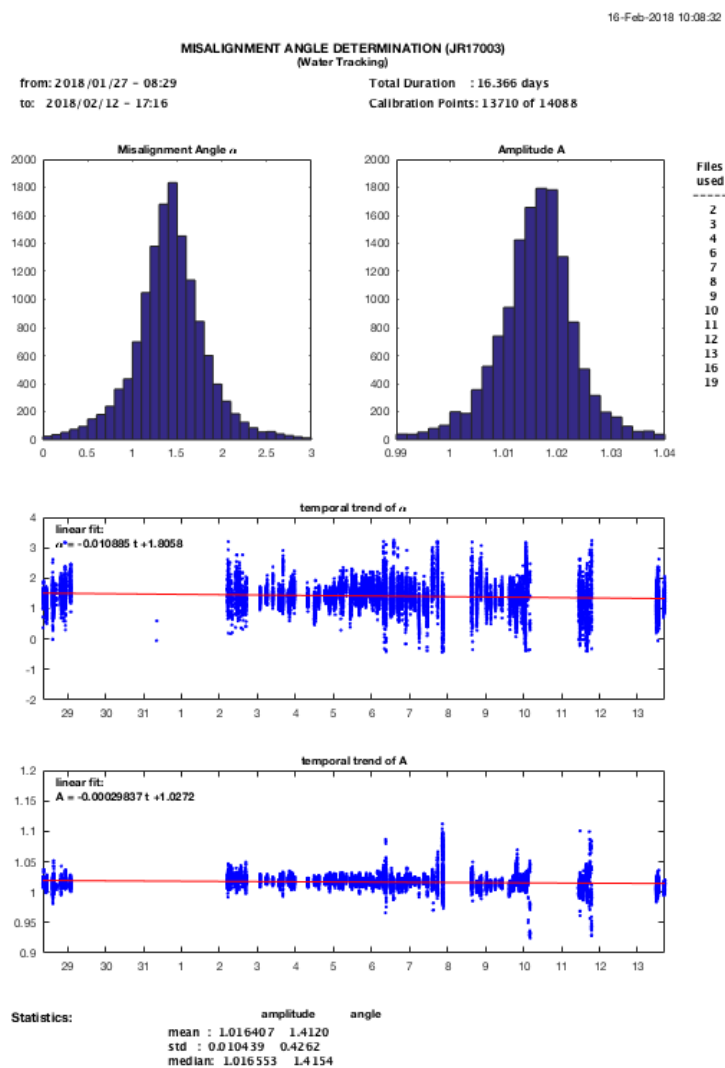 16-Feb-2018 10:08:32
MISALIGNMENT ANGLE DETERMINATION (JR17003)
(Water Tracking)
from: 2018/01/27 - 08:29
Total Duration : 16.366 days
to: 2018/02/12 - 17:16
Calibration Points: 13710 of 14088
Misalignment Angle α
2000
1800
1600
1400
1200
1000
800
600
400
200
0
0 0.5 1 1.5 2 2.5 3
Amplitude A
2000
1800
1600
1400
1200
1000
800
600
400
200
0
0.99 1 1.01 1.02 1.03 1.04
Files
used
------
2
3
4
6
7
8
9
10
11
12
13
16
19
temporal trend of α
linear fit:
α = -0.010885 t +1.8058
4
3
2
1
0
-1
-2
29 30 31 1 2 3 4 5 6 7 8 9 10 11 12 13
temporal trend of A
linear fit:
A = -0.00029837 t +1.0272
1.2
1.15
1.1
1.05
1
0.95
0.9
29 30 31 1 2 3 4 5 6 7 8 9 10 11 12 13
Statistics:
amplitude angle
mean : 1.016407 1.4120
std : 0.010439 0.4262
median: 1.016553 1.4154